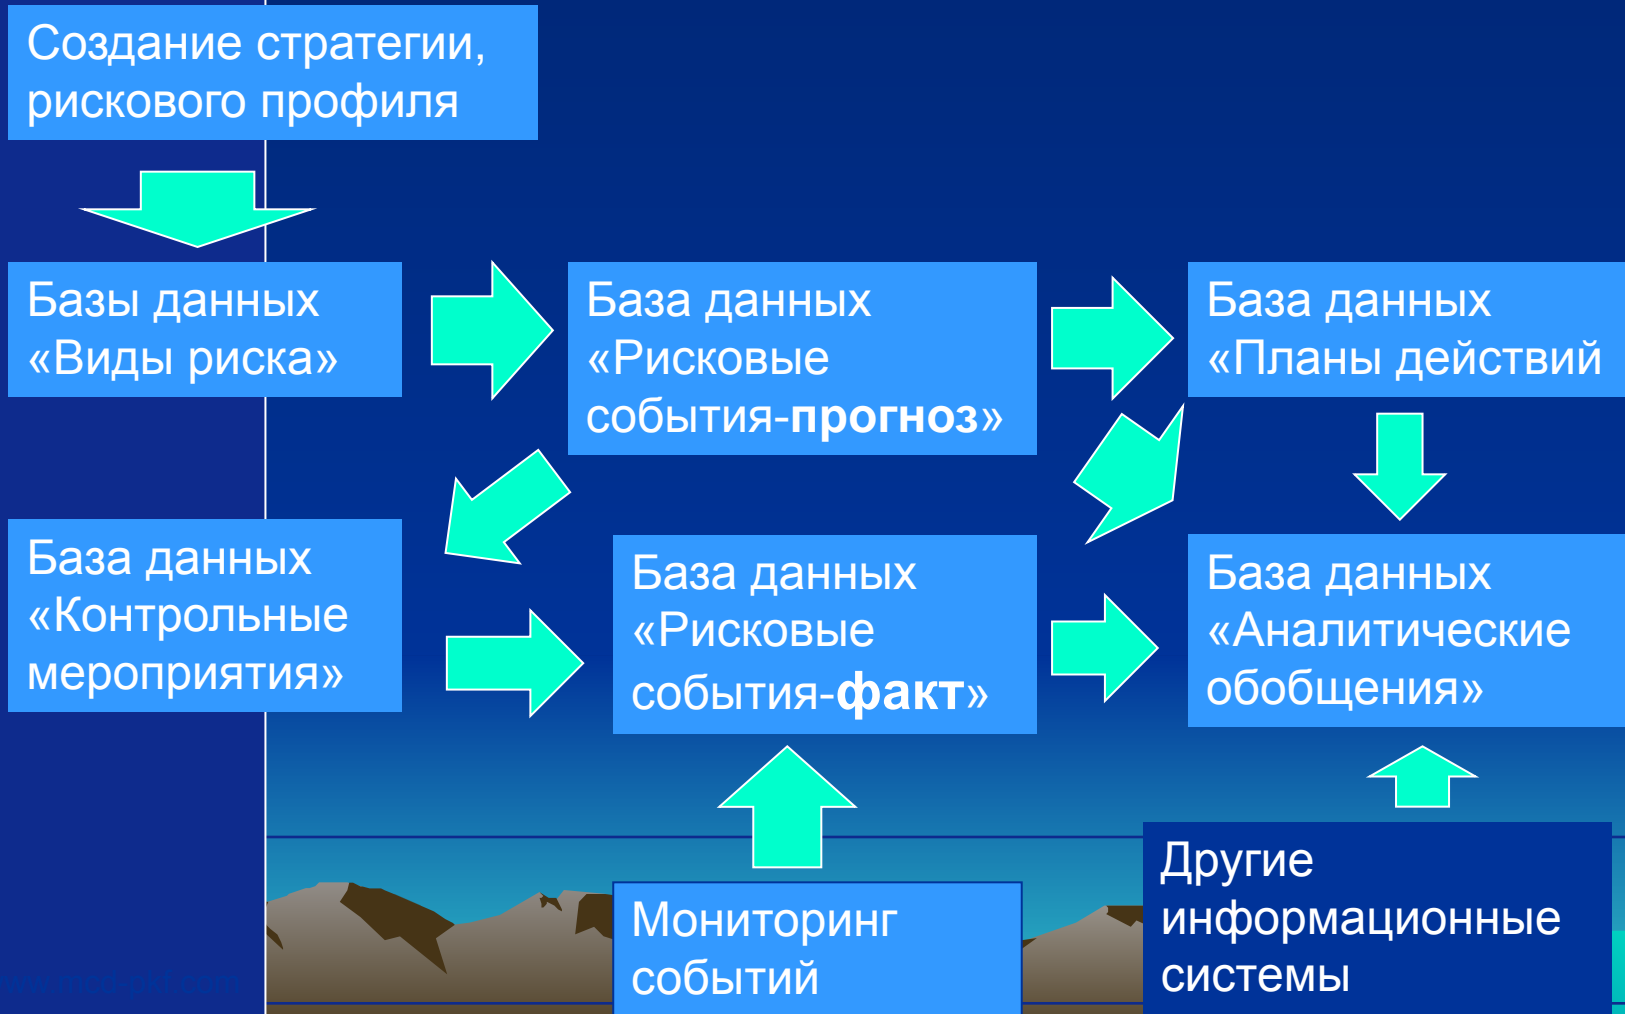 Создание стратегии,
рискового профиля
Базы данных
«Виды риска»
База данных
«Рисковые
события-прогноз»
База данных
«Планы действий
База данных
«Контрольные
мероприятия»
База данных
«Рисковые
события-факт»
База данных
«Аналитические
обобщения»
Мониторинг
событий
Другие
информационные
системы